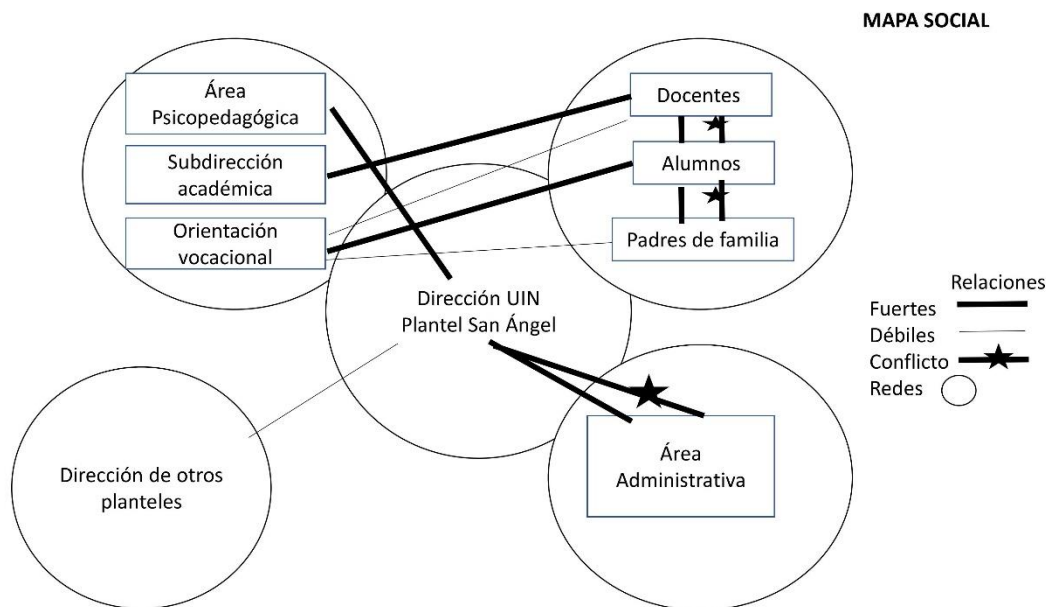 MAPA SOCIAL
Área
Psicopedagógica
Subdirección
académica
Orientación
vocacional
Docentes
Alumnos
Padres de familia
Dirección UIN
Plantel San Ángel
Dirección de otros
planteles
Área
Administrativa
Relaciones
Fuertes
Débiles
Conflicto
Redes